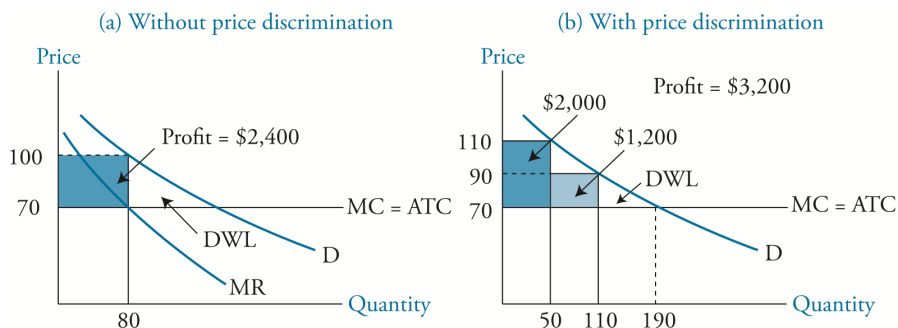 (a) Without price discrimination
Price
Profit = $2,400
100
70
MC = ATC
DWL
D
MR
Quantity
80
(b) With price discrimination
Price
Profit = $3,200
$2,000
$1,200
110
90
DWL
70
MC = ATC
D
Quantity
50 110 190